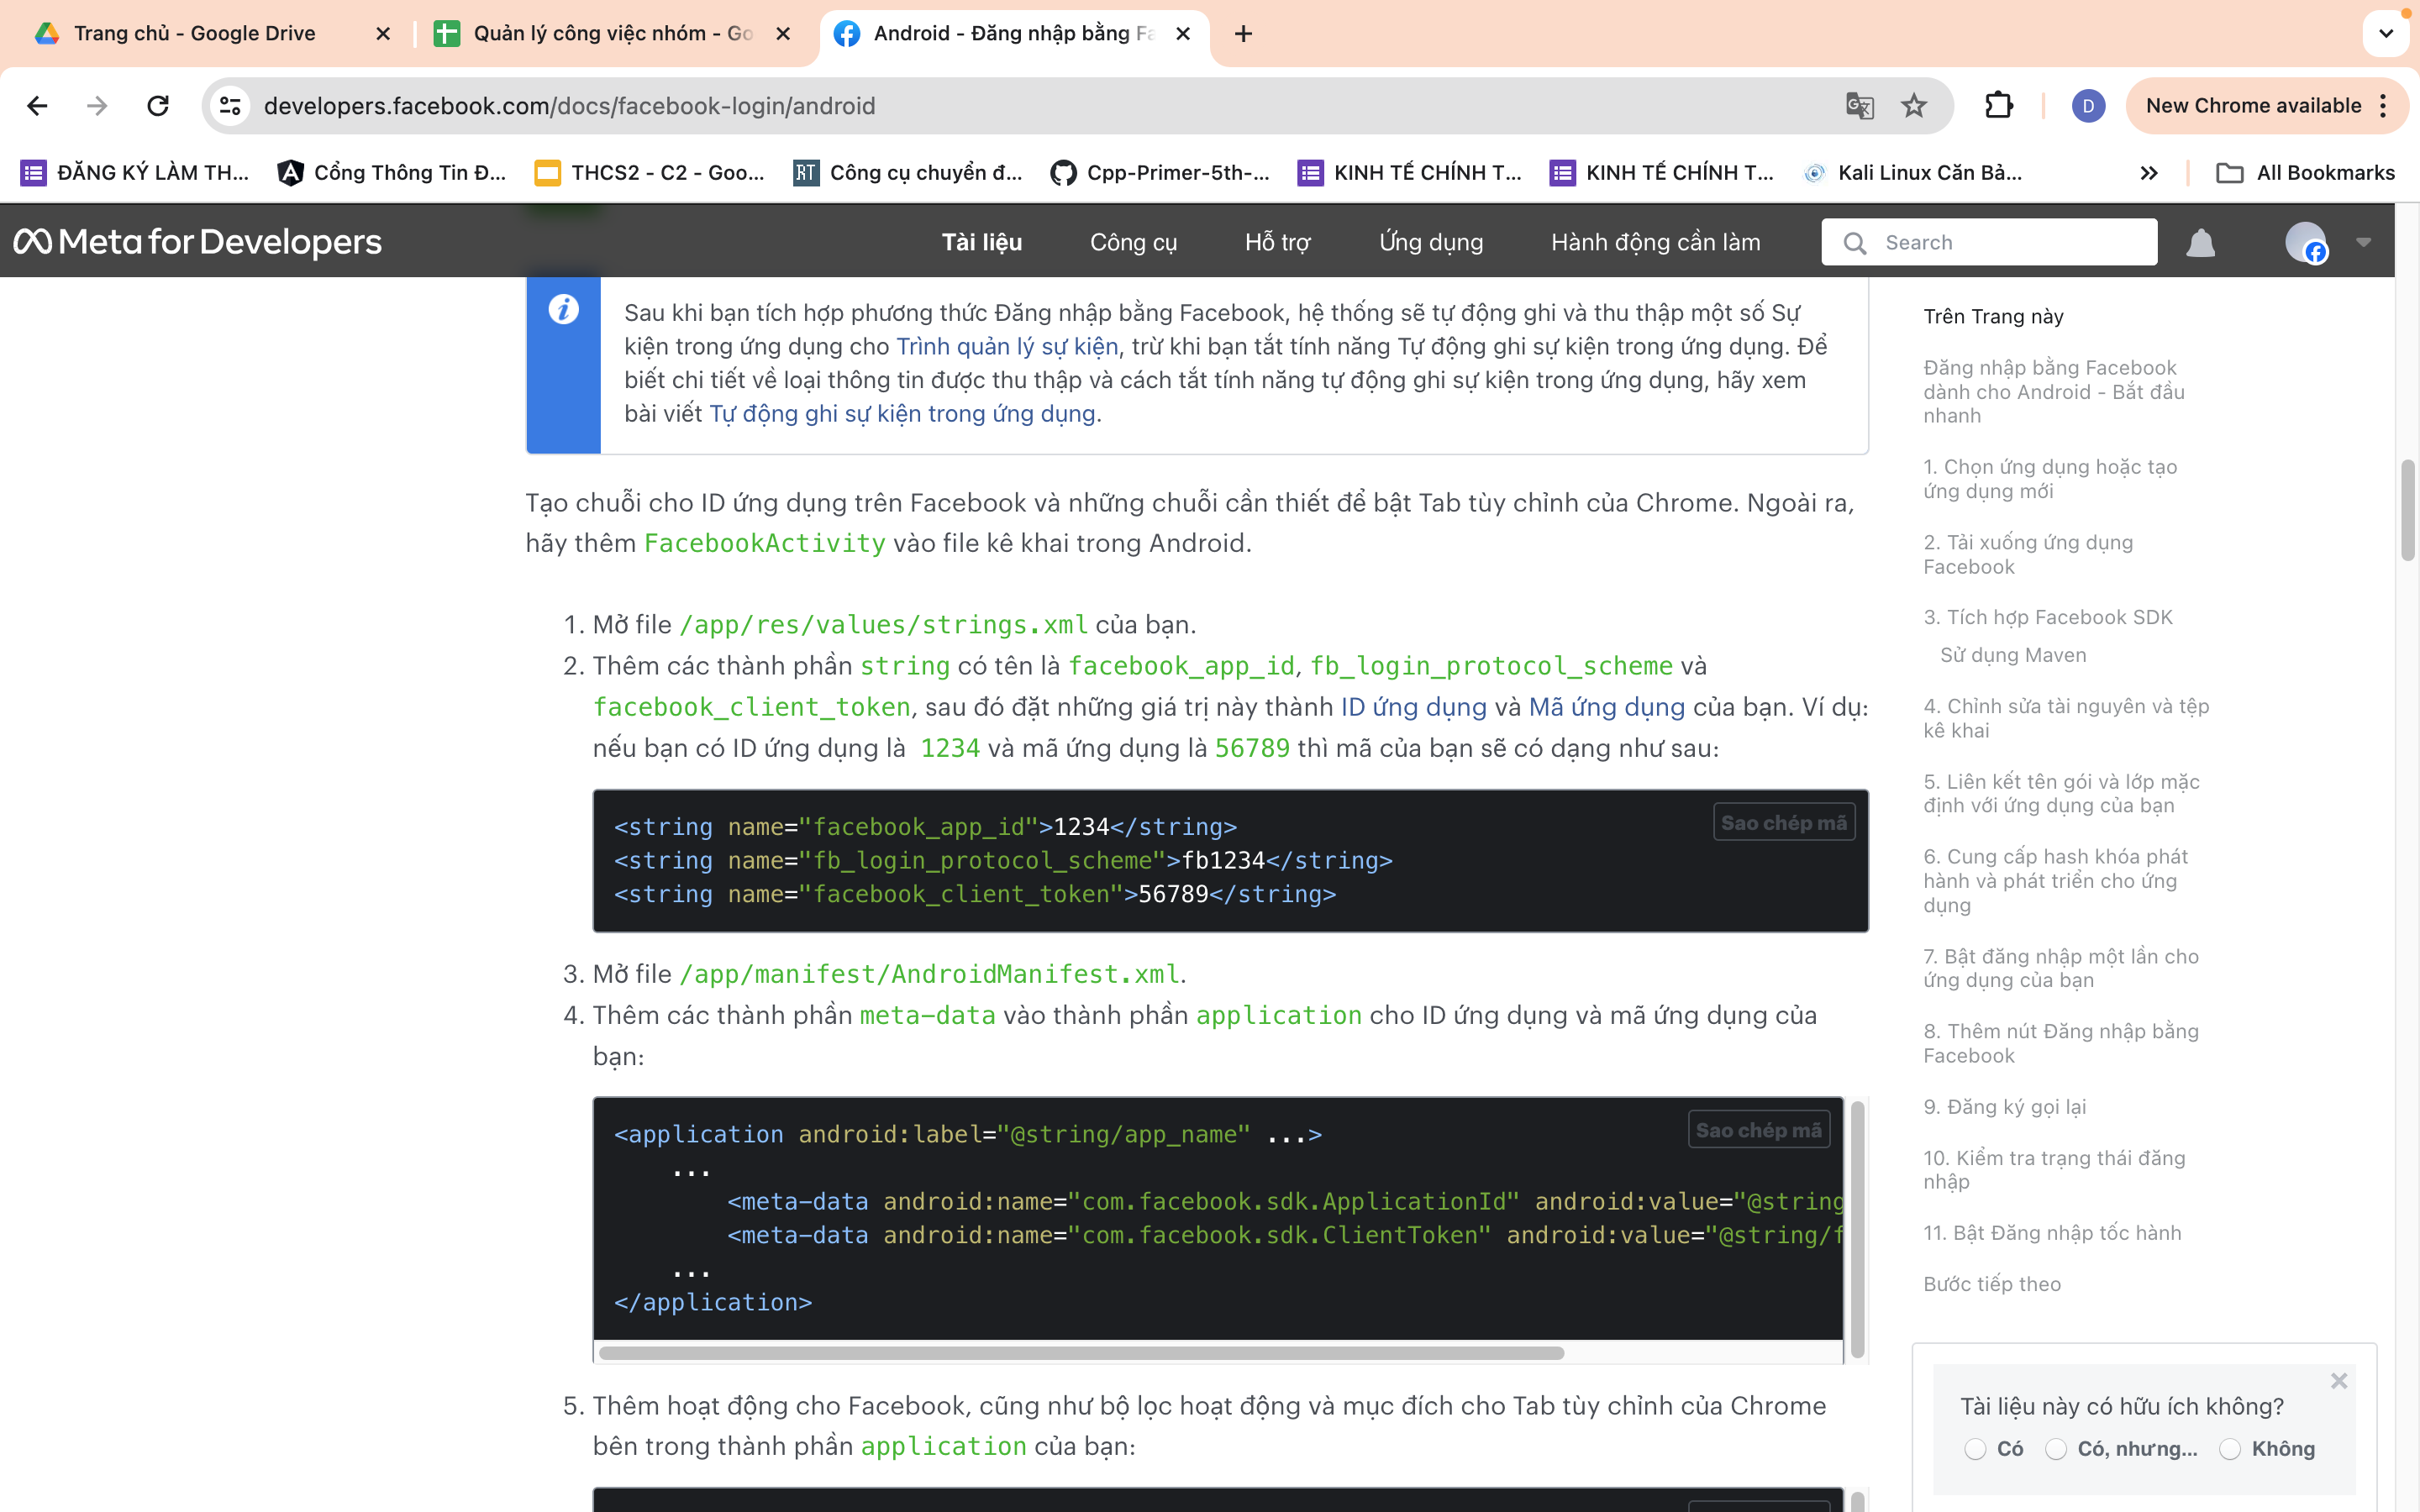 Trang chủ - Google Drive
Quản lý công việc nhóm - Go
Android - Đăng nhập bằng Fa
developers.facebook.com/docs/facebook-login/android
D
New Chrome available
ĐĂNG KÝ LÀM TH...
Cổng Thông Tin Đ...
THCS2 - C2 - Goo...
RT
Công cụ chuyển đ...
Cpp-Primer-5th-...
KINH TẾ CHÍNH T...
KINH TẾ CHÍNH T...
Kali Linux Căn Bả...
All Bookmarks
Meta for Developers
Tài liệu
Công cụ
Hỗ trợ
Ứng dụng
Hành động cần làm
Search
Sau khi bạn tích hợp phương thức Đăng nhập bằng Facebook, hệ thống sẽ tự động ghi và thu thập một số Sự
kiện trong ứng dụng cho Trình quản lý sự kiện, trừ khi bạn tắt tính năng Tự động ghi sự kiện trong ứng dụng. Để
biết chi tiết về loại thông tin được thu thập và cách tắt tính năng tự động ghi sự kiện trong ứng dụng, hãy xem
bài viết Tự động ghi sự kiện trong ứng dụng.
Tạo chuỗi cho ID ứng dụng trên Facebook và những chuỗi cần thiết để bật Tab tùy chỉnh của Chrome. Ngoài ra,
hãy thêm FacebookActivity vào file kê khai trong Android.
1. Mở file /app/res/values/strings.xml của bạn.
2. Thêm các thành phần string có tên là facebook_app_id, fb_login_protocol_scheme và
facebook_client_token, sau đó đặt những giá trị này thành ID ứng dụng và Mã ứng dụng của bạn. Ví dụ:
nếu bạn có ID ứng dụng là 1234 và mã ứng dụng là 56789 thì mã của bạn sẽ có dạng như sau:
Sao chép mã
<string name="facebook_app_id">1234</string>
<string name="fb_login_protocol_scheme">fb1234</string>
<string name="facebook_client_token">56789</string>
3. Mở file /app/manifest/AndroidManifest.xml.
4. Thêm các thành phần meta-data vào thành phần application cho ID ứng dụng và mã ứng dụng của
bạn:
Sao chép mã
<application android:label="@string/app_name" ...>
...
<meta-data android:name="com.facebook.sdk.ApplicationId" android:value="@string
<meta-data android:name="com.facebook.sdk.ClientToken" android:value="@string/f
...
</application>
5. Thêm hoạt động cho Facebook, cũng như bộ lọc hoạt động và mục đích cho Tab tùy chỉnh của Chrome
bên trong thành phần application của bạn:
Trên Trang này
Đăng nhập bằng Facebook
dành cho Android - Bắt đầu
nhanh
1. Chọn ứng dụng hoặc tạo
ứng dụng mới
2. Tải xuống ứng dụng
Facebook
3. Tích hợp Facebook SDK
Sử dụng Maven
4. Chỉnh sửa tài nguyên và tệp
kê khai
5. Liên kết tên gói và lớp mặc
định với ứng dụng của bạn
6. Cung cấp hash khóa phát
hành và phát triển cho ứng
dụng
7. Bật đăng nhập một lần cho
ứng dụng của bạn
8. Thêm nút Đăng nhập bằng
Facebook
9. Đăng ký gọi lại
10. Kiểm tra trạng thái đăng
nhập
11. Bật Đăng nhập tốc hành
Bước tiếp theo
Tài liệu này có hữu ích không?
Có
Có, nhưng...
Không